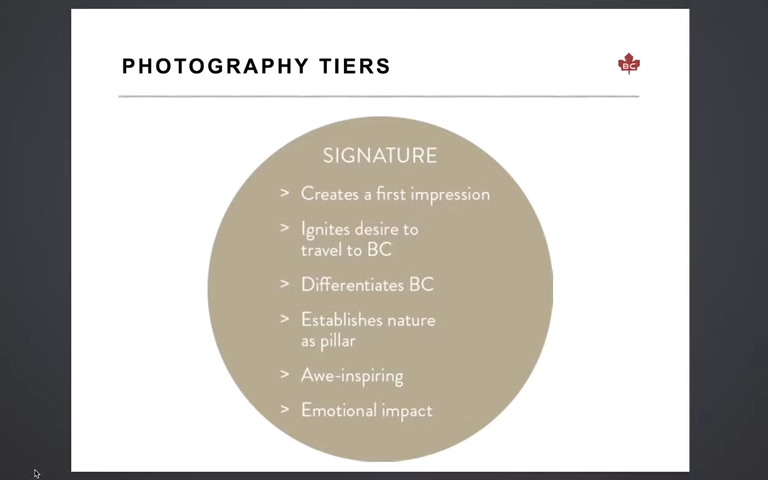 PHOTOGRAPHY TIERS
BC
SIGNATURE
> Creates a first impression
> Ignites desire to
travel to BC
> Differentiates BC
> Establishes nature
as pillar
> Awe-inspiring
> Emotional impact